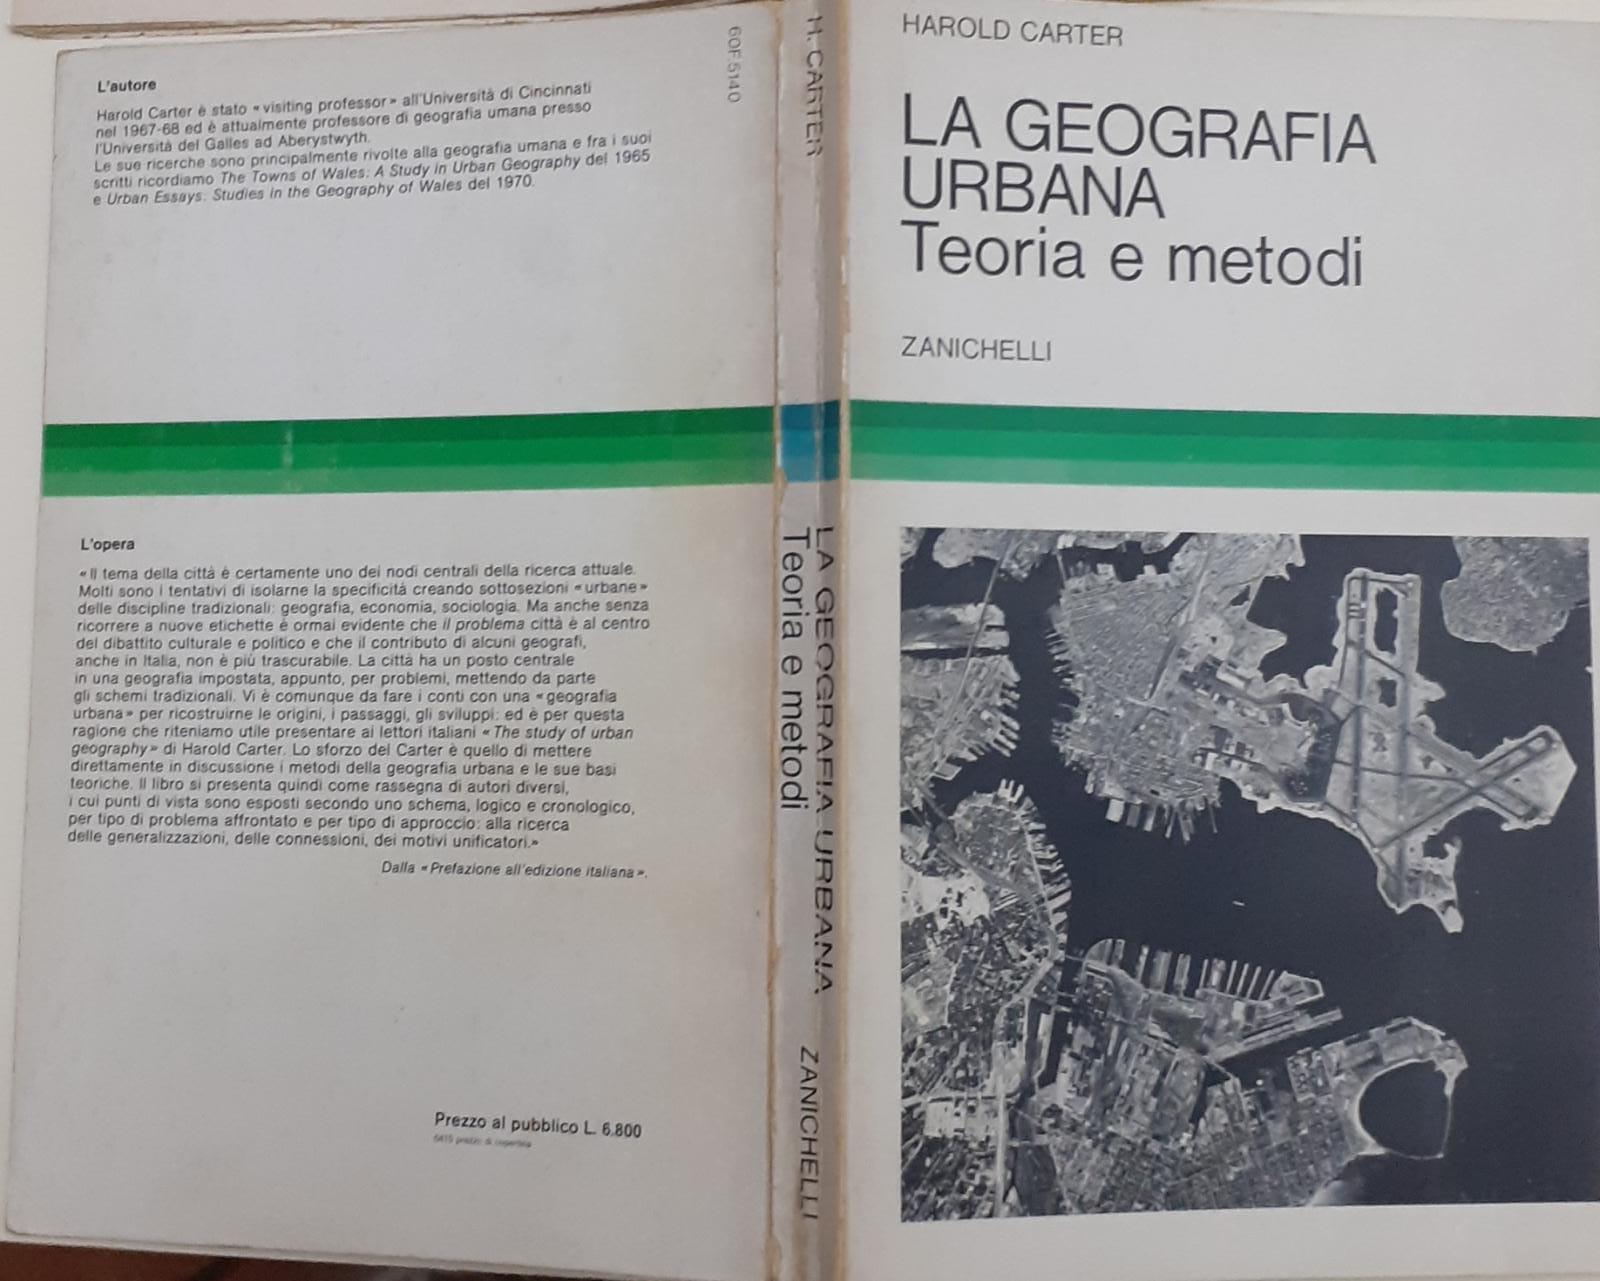 L'autore
Harold Carter è stato « visiting professor » all'Università di Cincinnati
nel 1967-68 ed è attualmente professore di geografia umana presso
l'Università del Galles ad Aberystwyth.
Le sue ricerche sono principalmente rivolte alla geografia umana e fra i suoi
scritti ricordiamo The Towns of Wales: A Study in Urban Geography del 1965
e Urban Essays: Studies in the Geography of Wales del 1970.
L'opera
« Il tema della città è certamente uno dei nodi centrali della ricerca attuale.
Molti sono i tentativi di isolarne la specificità creando sottosezioni « urbane »
delle discipline tradizionali: geografia, economia, sociologia. Ma anche senza
ricorrere a nuove etichette è ormai evidente che il problema città è al centro
del dibattito culturale e politico e che il contributo di alcuni geografi,
anche in Italia, non è più trascurabile. La città ha un posto centrale
in una geografia impostata, appunto, per problemi, mettendo da parte
gli schemi tradizionali. Vi è comunque da fare i conti con una « geografia
urbana » per ricostruirne le origini, i passaggi, gli sviluppi: ed è per questa
ragione che riteniamo utile presentare ai lettori italiani « The study of urban
geography » di Harold Carter. Lo sforzo del Carter è quello di mettere
direttamente in discussione i metodi della geografia urbana e le sue basi
teoriche. Il libro si presenta quindi come rassegna di autori diversi,
i cui punti di vista sono esposti secondo uno schema, logico e cronologico,
per tipo di problema affrontato e per tipo di approccio: alla ricerca
delle generalizzazioni, delle connessioni, dei motivi unificatori.»
Dalla « Prefazione all'edizione italiana ».
Prezzo al pubblico L. 6.800
prezzo di copertina
60F.5140
H. CARTER
LA GEOGRAFIA URBANA
Teoria e metodi
ZANICHELLI
HAROLD CARTER
LA GEOGRAFIA
URBANA
Teoria e metodi
ZANICHELLI